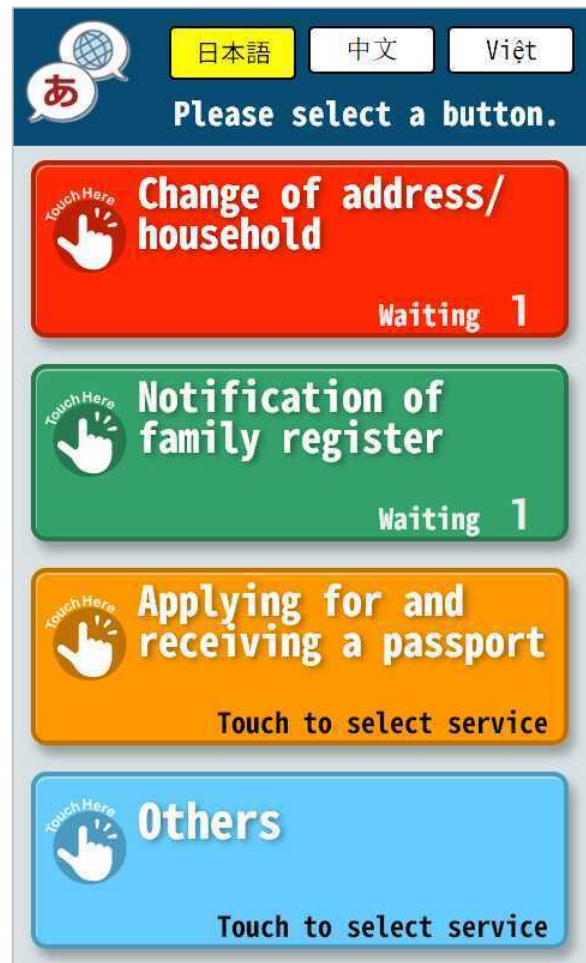 あ
日本語
中文
Việt
Please select a button.
Touch Here
Change of address/
household
Waiting 1
Touch Here
Notification of
family register
Waiting 1
Touch Here
Applying for and
receiving a passport
Touch to select service
Touch Here
Others
Touch to select service